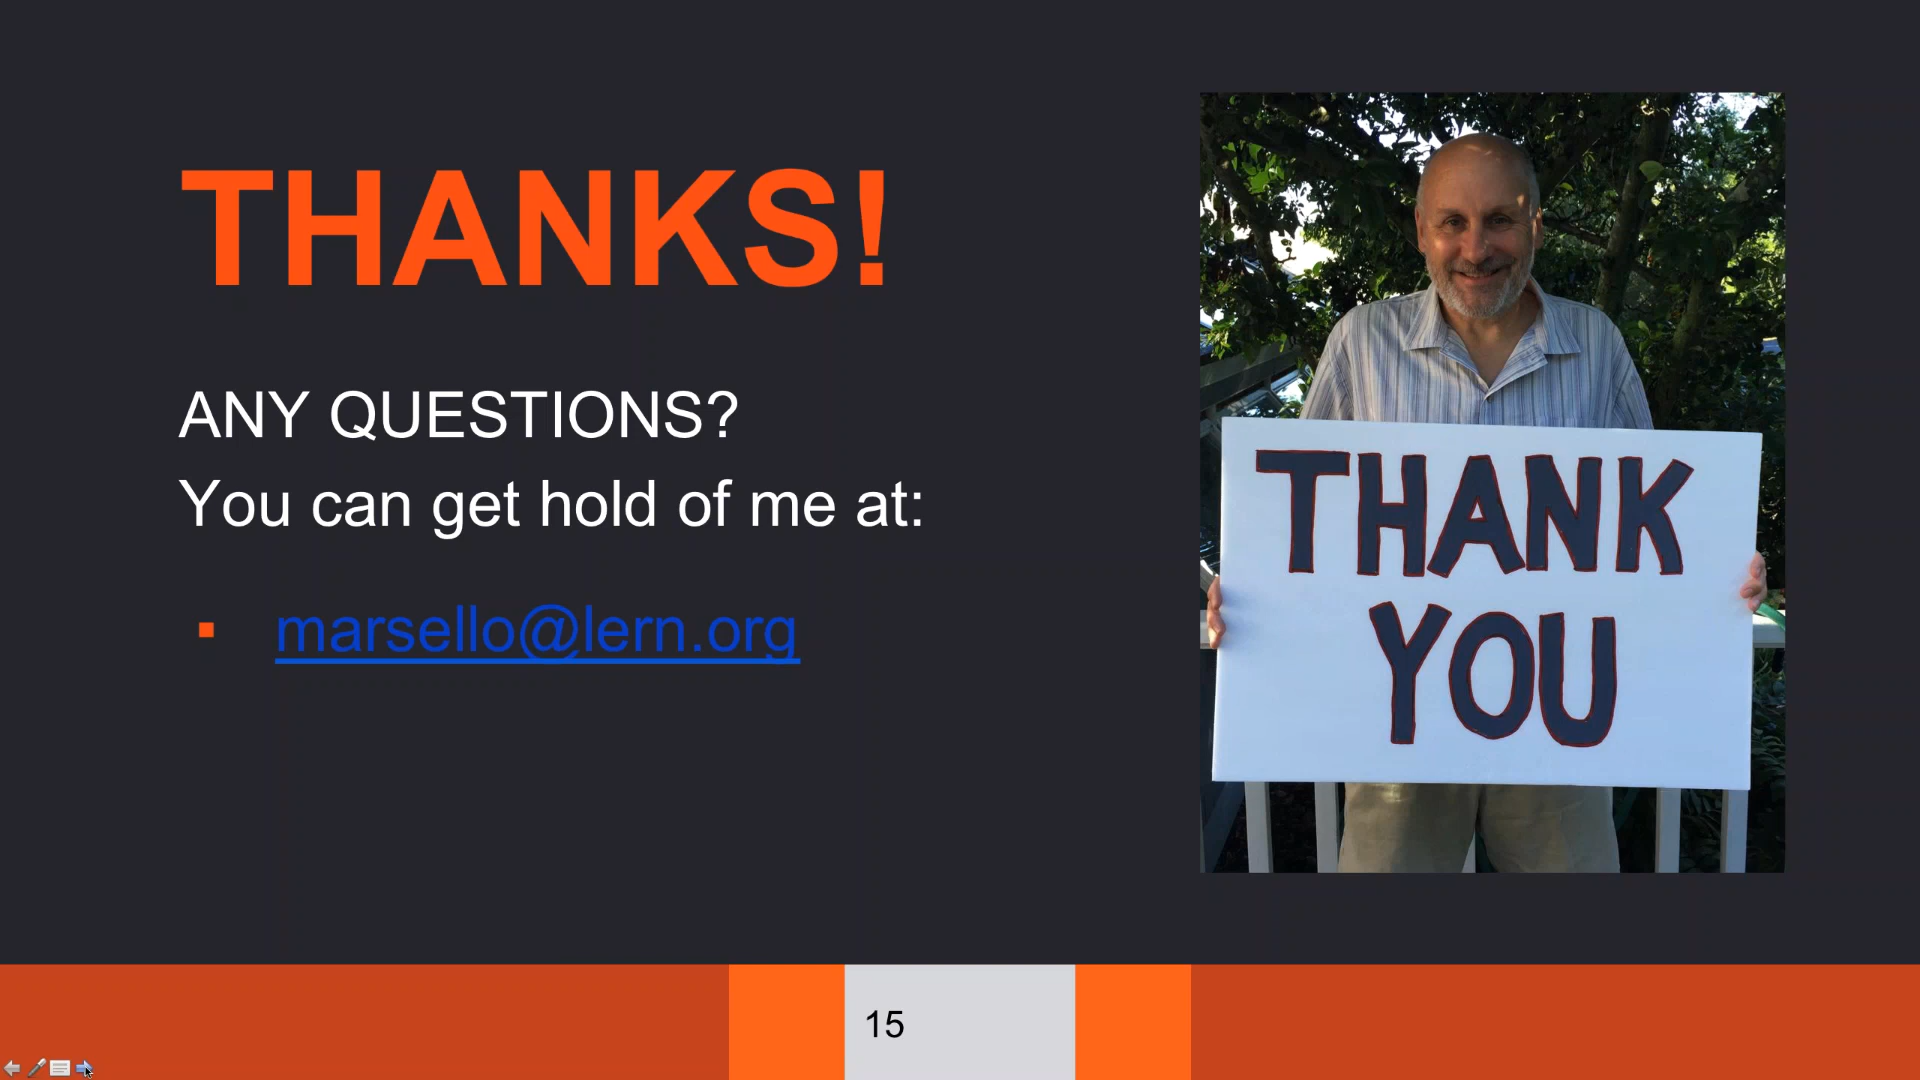 THANKS!
ANY QUESTIONS?
You can get hold of me at:
marsello@lern.org
THANK
YOU
15